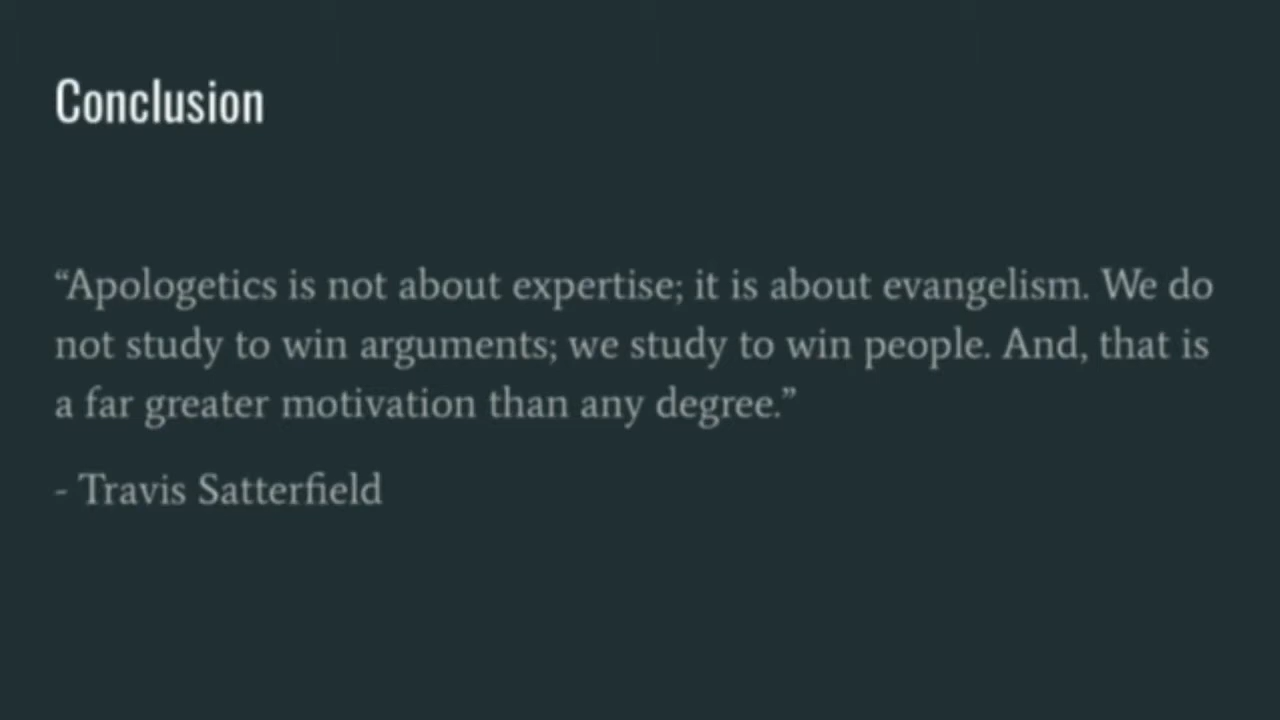 Conclusion
“Apologetics is not about expertise; it is about evangelism. We do
not study to win arguments; we study to win people. And, that is
a far greater motivation than any degree.”
- Travis Satterfield